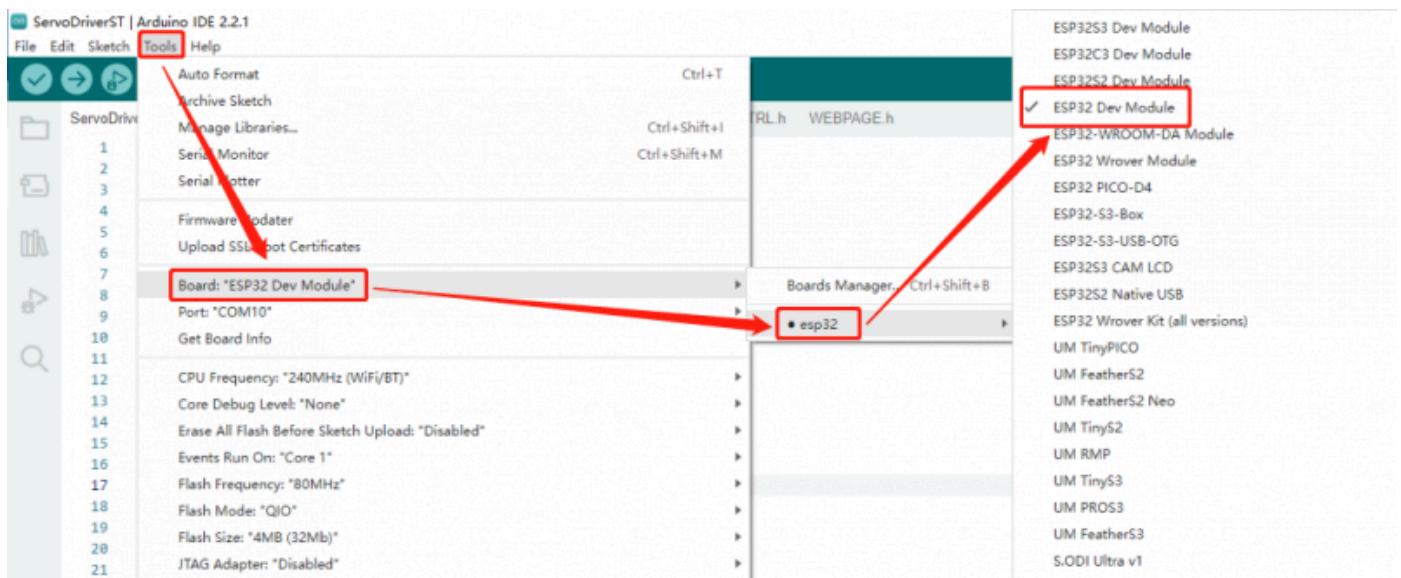 ServoDriverST | Arduino IDE 2.2.1
File Edit Sketch Tools Help
ServoDrive
TRL.h WEBPAGE.h
1
2
3
4
5
6
7
8
9
10
11
12
13
14
15
16
17
18
19
20
21
Auto Format Ctrl+T
Archive Sketch
Manage Libraries... Ctrl+Shift+I
Serial Monitor Ctrl+Shift+M
Serial Plotter
Firmware Updater
Upload SSL Root Certificates
Board: "ESP32 Dev Module"
Port: "COM10"
Get Board Info
CPU Frequency: "240MHz (WiFi/BT)"
Core Debug Level: "None"
Erase All Flash Before Sketch Upload: "Disabled"
Events Run On: "Core 1"
Flash Frequency: "80MHz"
Flash Mode: "QIO"
Flash Size: "4MB (32Mb)"
JTAG Adapter: "Disabled"
Boards Manager... Ctrl+Shift+B
esp32
ESP32S3 Dev Module
ESP32C3 Dev Module
ESP32S2 Dev Module
ESP32 Dev Module
ESP32-WROOM-DA Module
ESP32 Wrover Module
ESP32 PICO-D4
ESP32-S3-Box
ESP32-S3-USB-OTG
ESP32S3 CAM LCD
ESP32S2 Native USB
ESP32 Wrover Kit (all versions)
UM TinyPICO
UM FeatherS2
UM FeatherS2 Neo
UM TinyS2
UM RMP
UM TinyS3
UM PROS3
UM FeatherS3
S.ODI Ultra v1